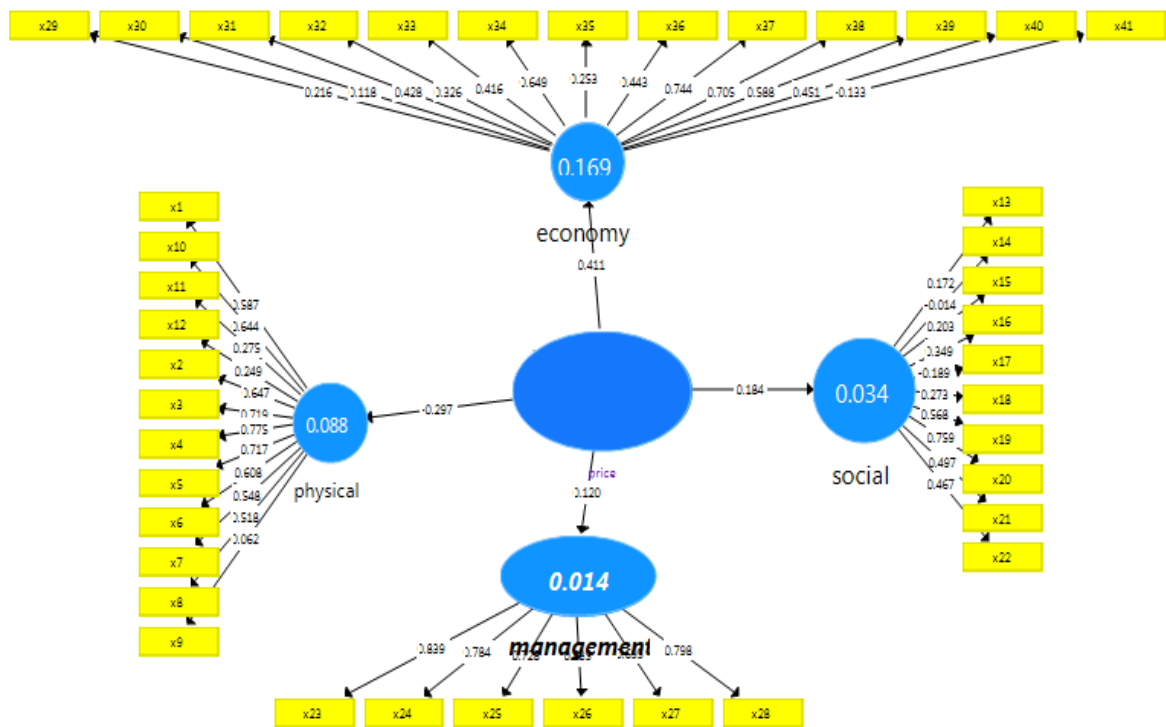 x29 x30 x31 x32 x33 x34 x35 x36 x37 x38 x39 x40 x41
0.216 0.118 0.428 0.326 0.416 0.649 0.253 0.443 0.744 0.705 0.588 0.451 -0.133
0.169
economy
0.411
x1
x10
x11
x12
x2
x3
x4
x5
x6
x7
x8
x9
0.587
0.644
0.275
0.249
0.647
0.719
0.775
0.717
0.608
0.548
0.518
0.062
0.088
physical
-0.297
price
0.184
0.034
social
x13
x14
x15
x16
x17
x18
x19
x20
x21
x22
0.172
-0.014
0.203
0.349
-0.189
0.273
0.568
0.759
0.497
0.467
0.120
0.014
management
0.839 0.784 0.798
x23 x24 x25 x26 x27 x28